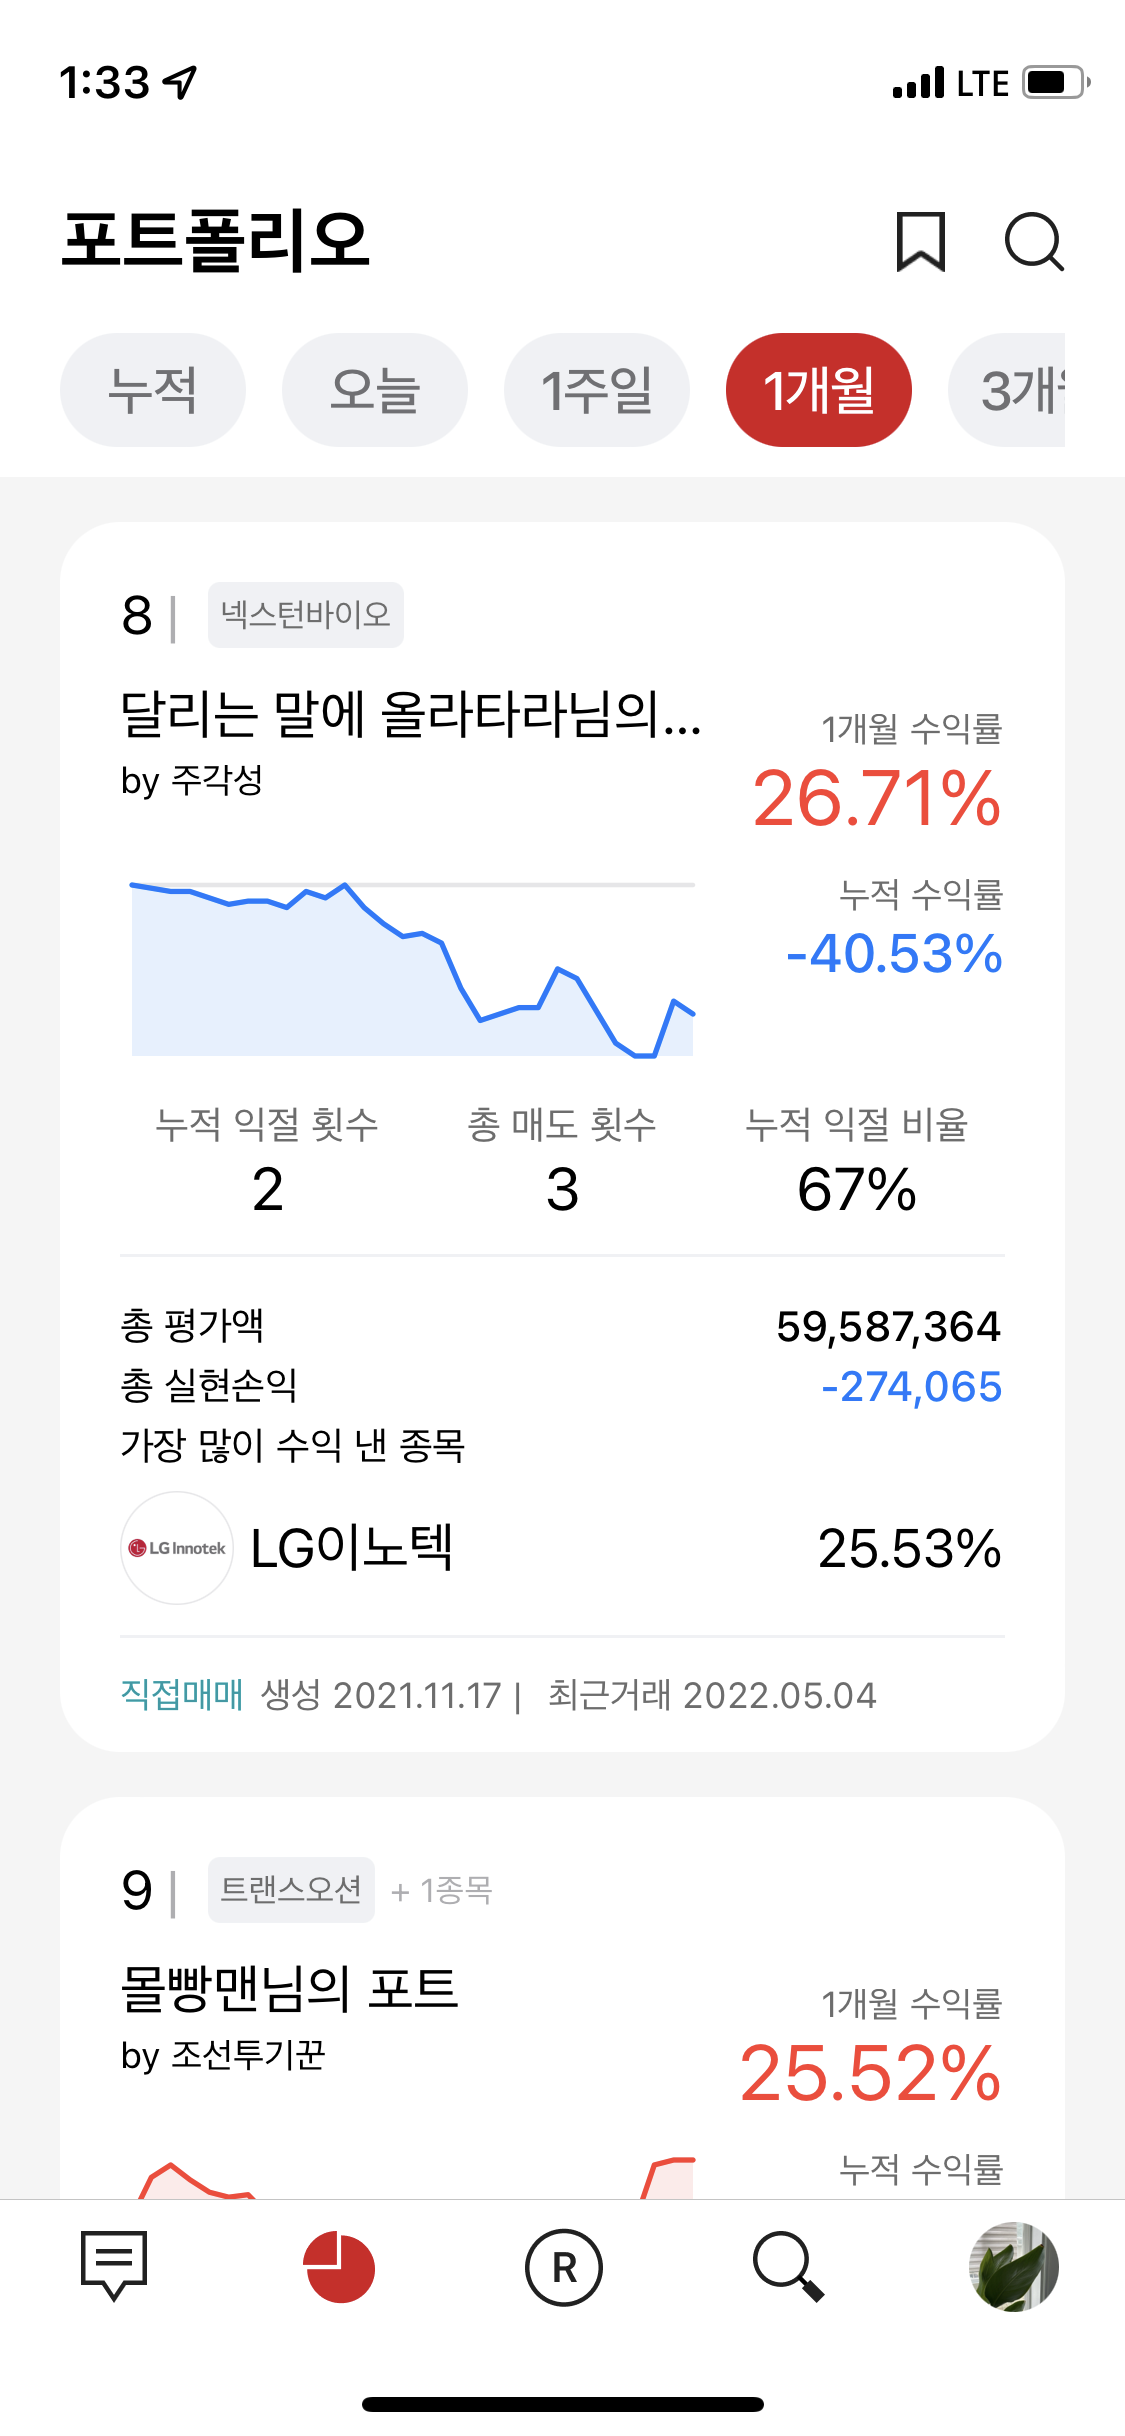 1:33 LTE
포트폴리오
누적 오늘 1주일 1개월 3개
8 | 넥스턴바이오
달리는 말에 올라타라님의...
by 주각성
1개월 수익률
26.71%
누적 수익률
-40.53%
누적 익절 횟수 총 매도 횟수 누적 익절 비율
2 3 67%
총 평가액 59,587,364
총 실현손익 -274,065
가장 많이 수익 낸 종목
LG Innotek LG이노텍 25.53%
직접매매 생성 2021.11.17 | 최근거래 2022.05.04
9 | 트랜스오션 + 1종목
몰빵맨님의 포트
by 조선투기꾼
1개월 수익률
25.52%
누적 수익률
R